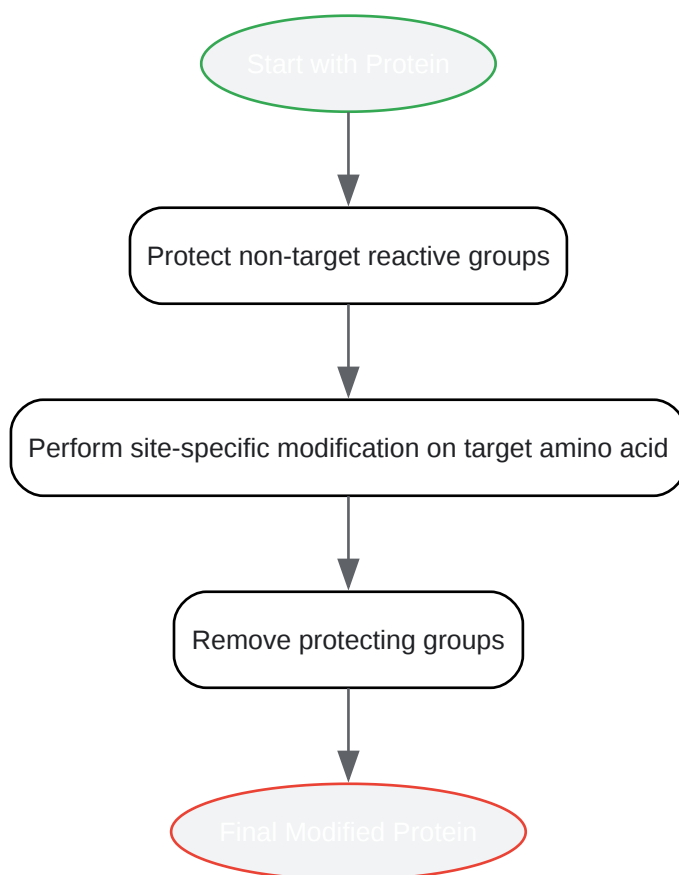 Start with Protein
Protect non-target reactive groups
Perform site-specific modification on target amino acid
Remove protecting groups
Final Modified Protein